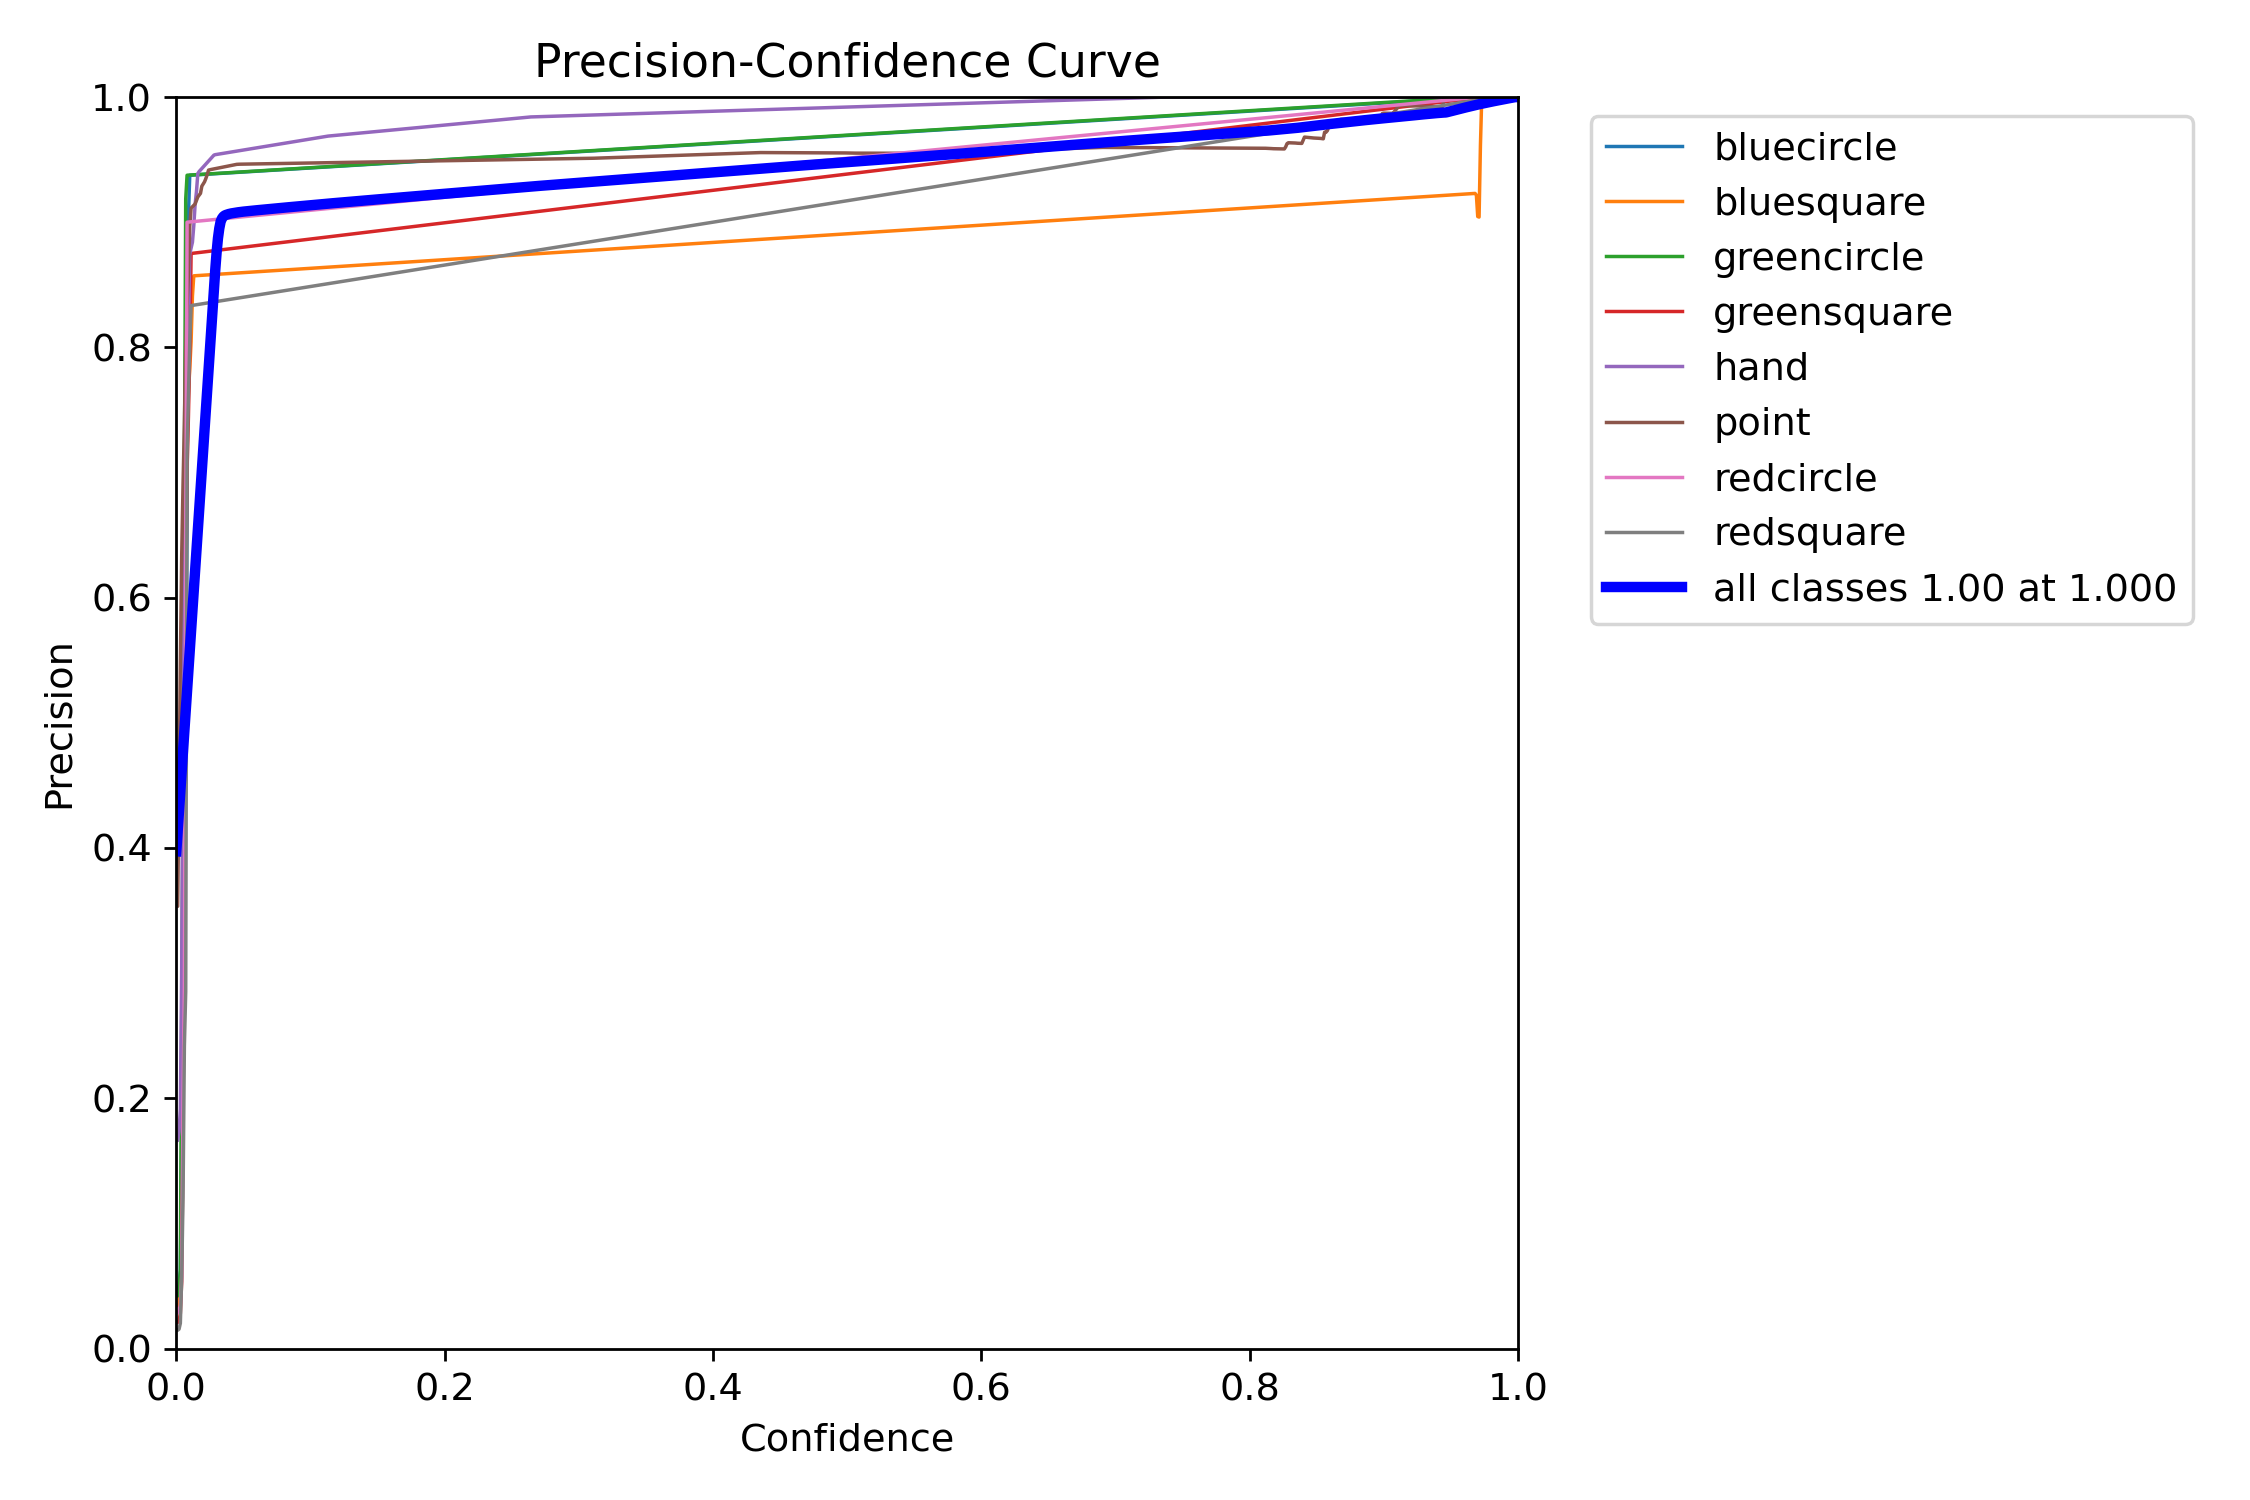 Precision-Confidence Curve
1.0
0.8
0.6
0.4
0.2
0.0
Precision
0.0 0.2 0.4 0.6 0.8 1.0
Confidence
bluecircle
bluesquare
greencircle
greensquare
hand
point
redcircle
redsquare
all classes 1.00 at 1.000